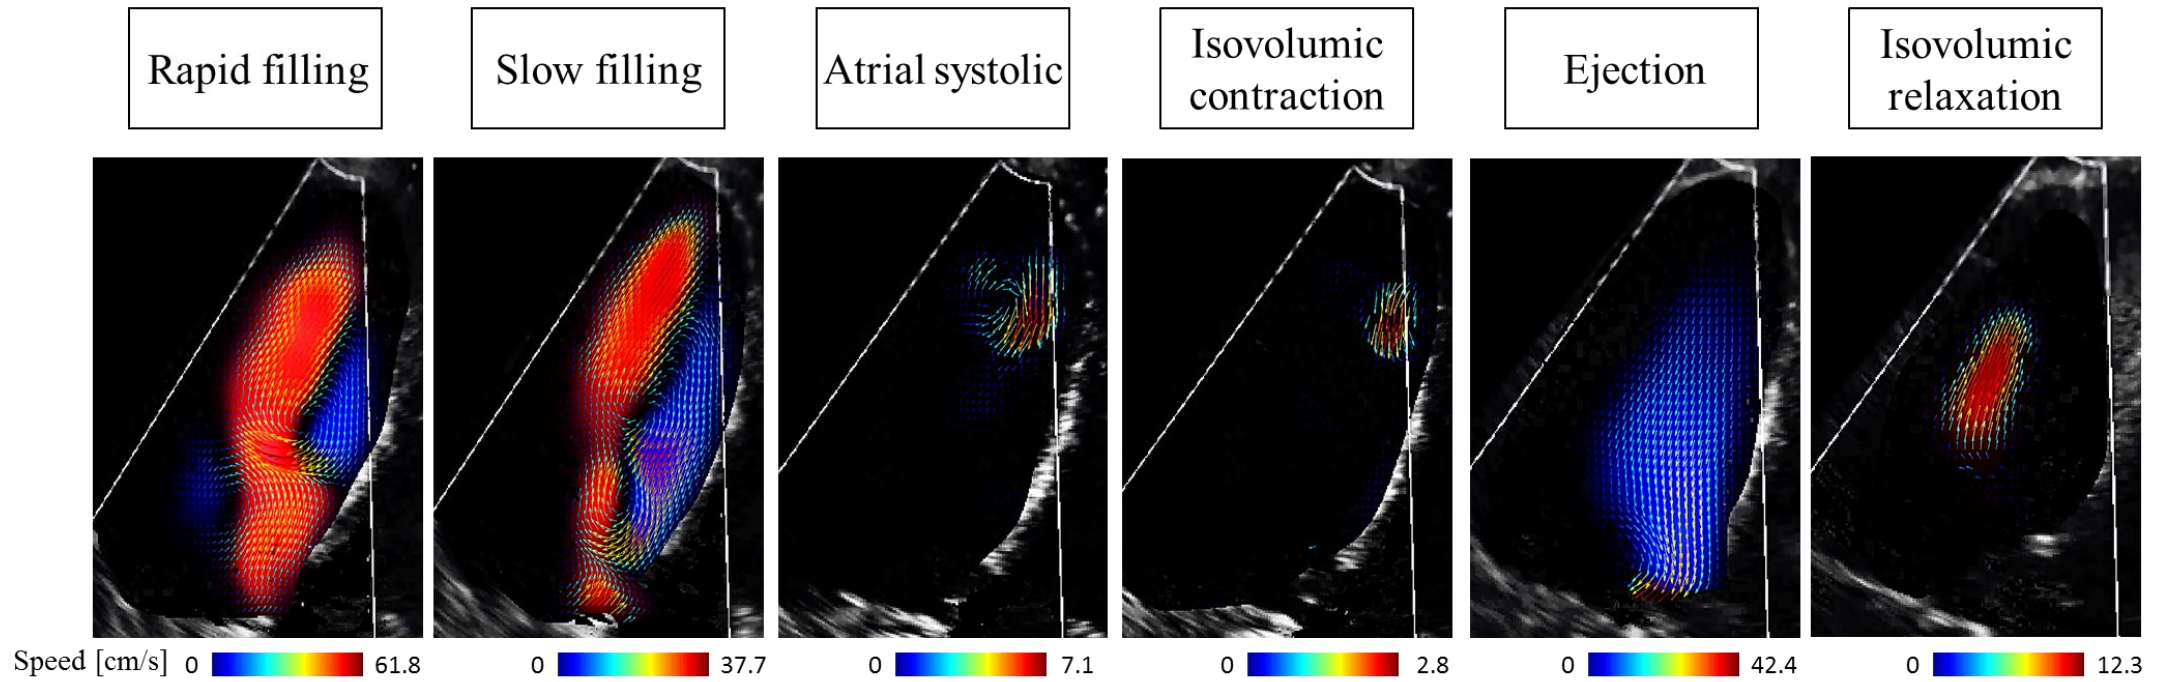 Rapid filling
Slow filling
Atrial systolic
Isovolumic
contraction
Ejection
Isovolumic
relaxation
Speed [cm/s] 0 61.8
0 37.7
0 7.1
0 2.8
0 42.4
0 12.3